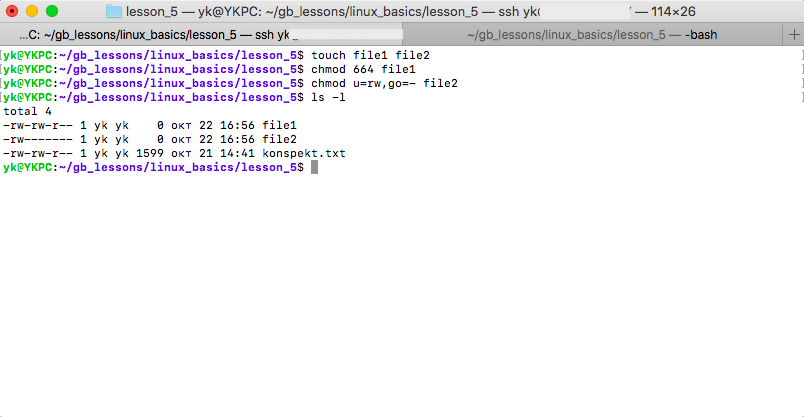 lesson_5 — yk@YKPC: ~/gb_lessons/linux_basics/lesson_5 — ssh yk@ — 114×26
...C: ~/gb_lessons/linux_basics/lesson_5 — ssh yk ~/gb_lessons/linux_basics/lesson_5 — -bash +
[yk@YKPC:~/gb_lessons/linux_basics/lesson_5$ touch file1 file2 ]
[yk@YKPC:~/gb_lessons/linux_basics/lesson_5$ chmod 664 file1 ]
[yk@YKPC:~/gb_lessons/linux_basics/lesson_5$ chmod u=rw,go=- file2 ]
[yk@YKPC:~/gb_lessons/linux_basics/lesson_5$ ls -l ]
total 4
-rw-rw-r-- 1 yk yk    0 окт 22 16:56 file1
-rw------- 1 yk yk    0 окт 22 16:56 file2
-rw-rw-r-- 1 yk yk 1599 окт 21 14:41 konspekt.txt
yk@YKPC:~/gb_lessons/linux_basics/lesson_5$